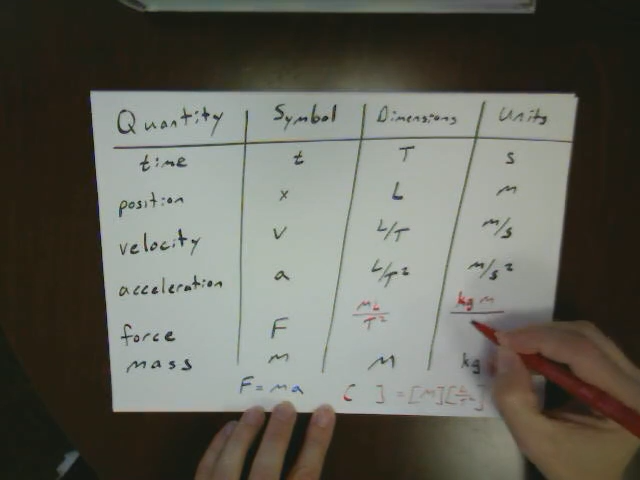 Quantity Symbol Dimensions Units
time t T s
position x L m
velocity v L/T m/s
acceleration a L/T² m/s²
force F ML/T² kg m
mass m M kg
F = ma [ ] = [M][L/T²]